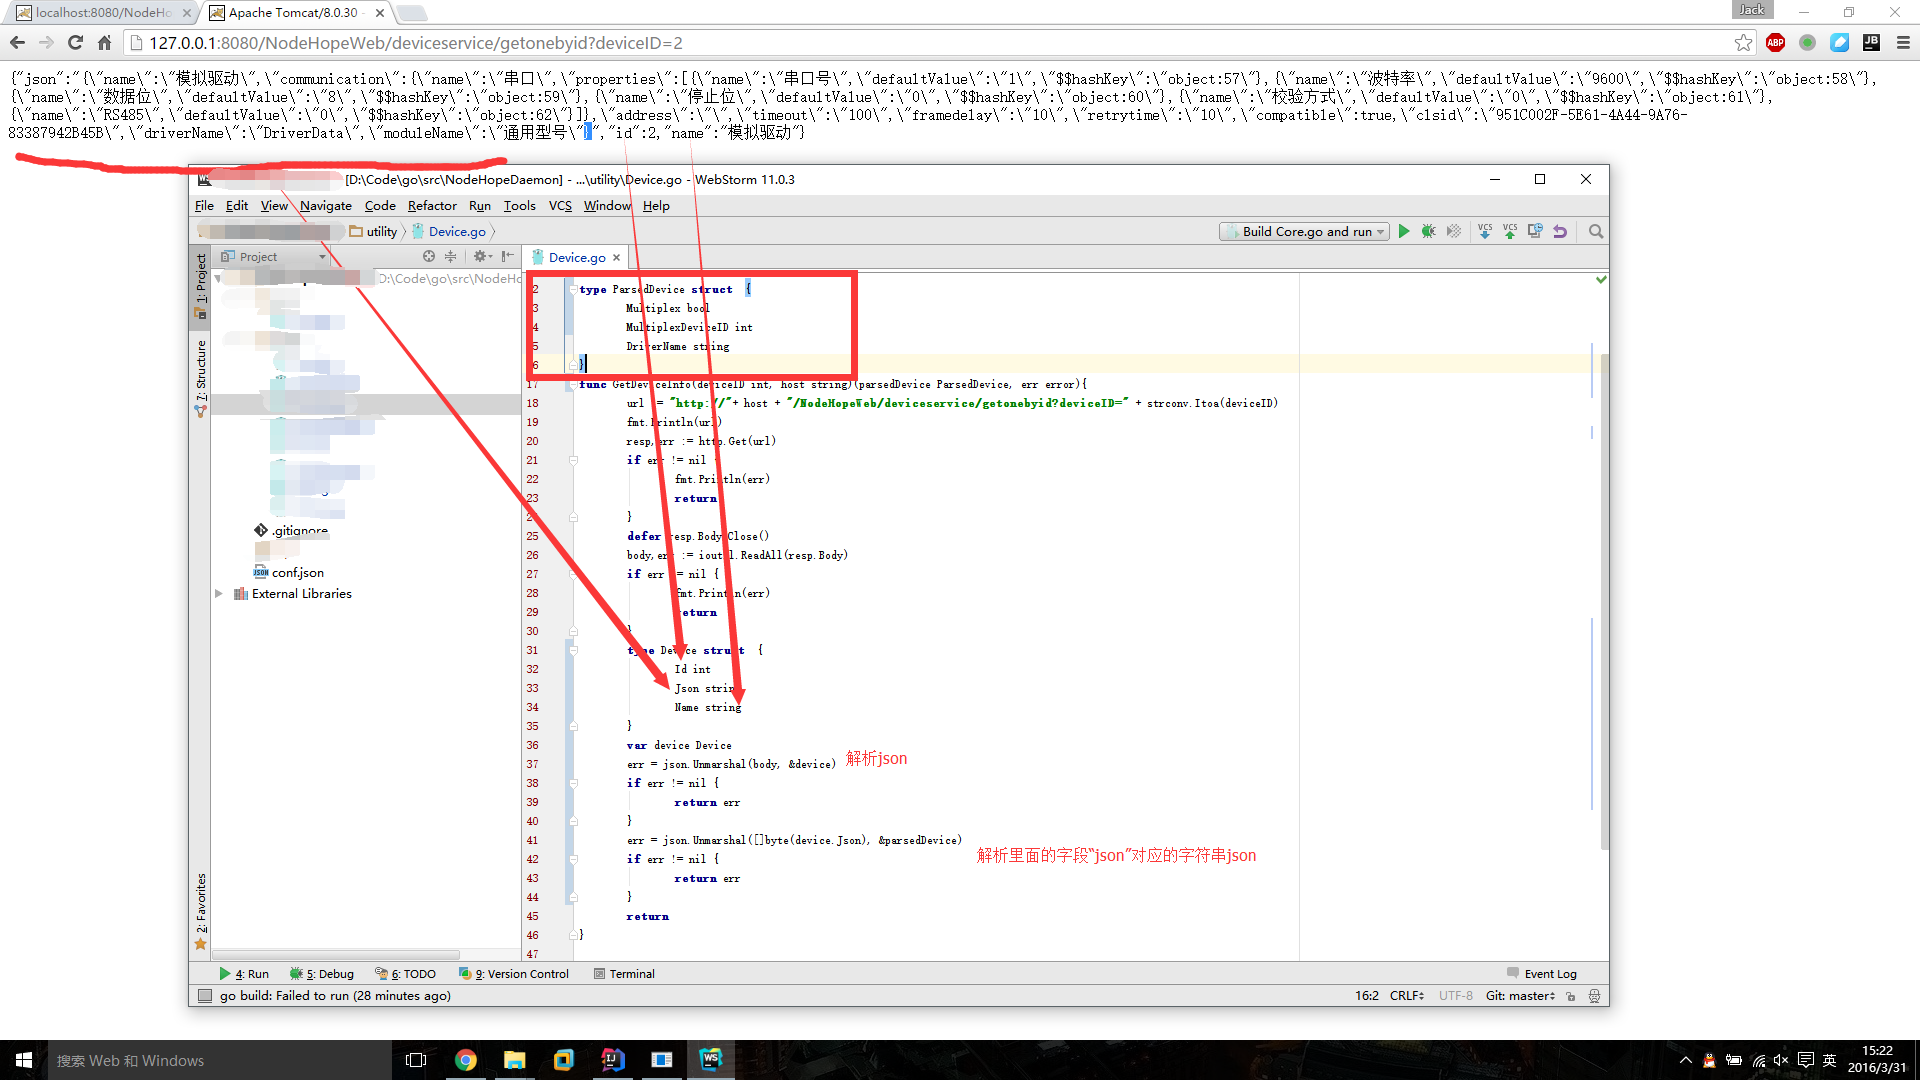 localhost:8080/NodeHo
Apache Tomcat/8.0.30 -
Jack
127.0.0.1:8080/NodeHopeWeb/deviceservice/getonebyid?deviceID=2
ABP
JB
{"json":"{\"name\":\"模拟驱动\",\"communication\":{\"name\":\"串口\",\"properties\":[{\"name\":\"串口号\",\"defaultValue\":\"1\",\"$$hashKey\":\"object:57\"},{\"name\":\"波特率\",\"defaultValue\":\"9600\",\"$$hashKey\":\"object:58\"},
{\"name\":\"数据位\",\"defaultValue\":\"8\",\"$$hashKey\":\"object:59\"},{\"name\":\"停止位\",\"defaultValue\":\"0\",\"$$hashKey\":\"object:60\"},{\"name\":\"校验方式\",\"defaultValue\":\"0\",\"$$hashKey\":\"object:61\"},
{\"name\":\"RS485\",\"defaultValue\":\"0\",\"$$hashKey\":\"object:62\"}]},\"address\":\"\",\"timeout\":\"100\",\"framedelay\":\"10\",\"retrytime\":\"10\",\"compatible\":true,\"clsid\":\"951C002F-5E61-4A44-9A76-
83387942B45B\",\"driverName\":\"DriverData\",\"moduleName\":\"通用型号\"}","id":2,"name":"模拟驱动"}
[D:\Code\go\src\NodeHopeDaemon] - ...\utility\Device.go - WebStorm 11.0.3
File Edit View Navigate Code Refactor Run Tools VCS Window Help
utility Device.go
Build Core.go and run
VCS VCS
Project
Device.go
1: Project
D:\Code\go\src\NodeHo
7: Structure
.gitignore
conf.json
External Libraries
2: Favorites
2 type ParsedDevice struct {
3 Multiplex bool
4 MultiplexDeviceID int
5 DriverName string
6 }
17 func GetDeviceInfo(deviceID int, host string)(parsedDevice ParsedDevice, err error){
18 url = "http://"+ host + "/NodeHopeWeb/deviceservice/getonebyid?deviceID=" + strconv.Itoa(deviceID)
19 fmt.Println(url)
20 resp,err := http.Get(url)
21 if err != nil
22 fmt.Println(err)
23 return
}
25 defer resp.Body.Close()
26 body,err := ioutil.ReadAll(resp.Body)
27 if err != nil {
28 fmt.Println(err)
29 return
30 }
31 type Device struct {
32 Id int
33 Json string
34 Name string
35 }
36 var device Device
37 err = json.Unmarshal(body, &device) 解析json
38 if err != nil {
39 return err
40 }
41 err = json.Unmarshal([]byte(device.Json), &parsedDevice)
解析里面的字段“json”对应的字符串json
42 if err != nil {
43 return err
44 }
45 return
46 }
47
4: Run 5: Debug 6: TODO 9: Version Control Terminal Event Log
go build: Failed to run (28 minutes ago) 16:2 CRLF UTF-8 Git: master
搜索 Web 和 Windows
WS
英
15:22
2016/3/31